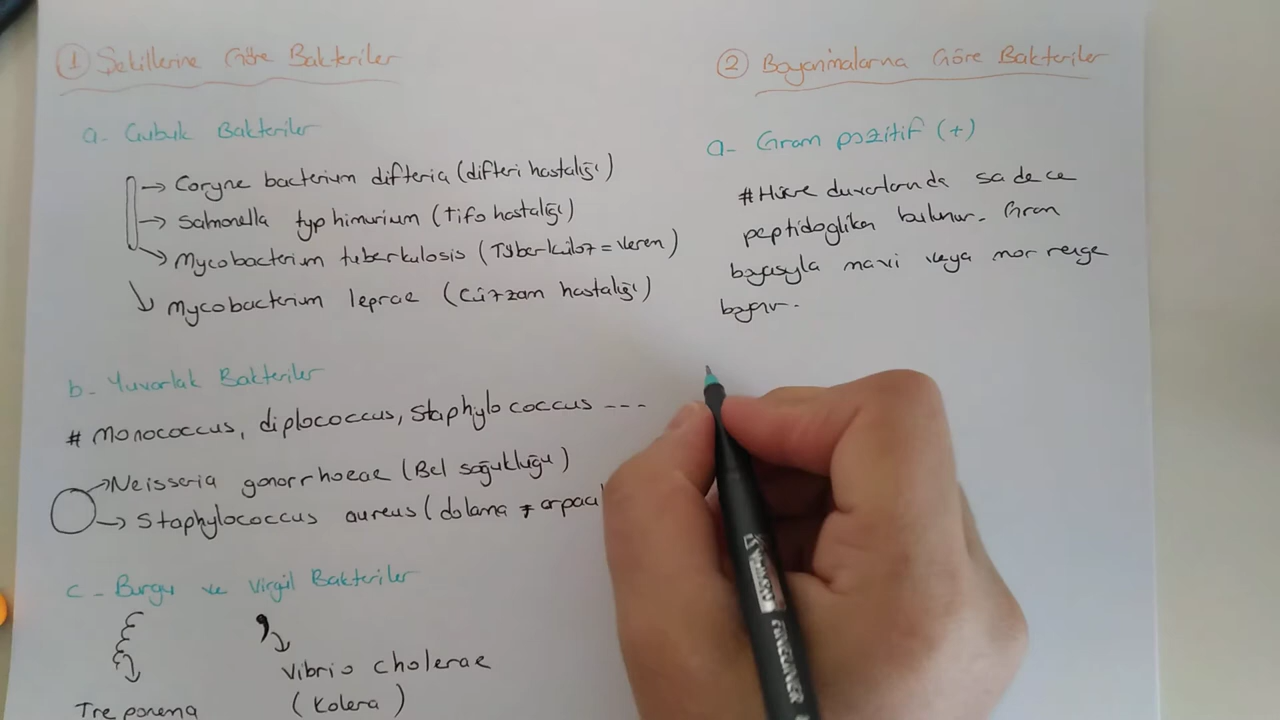 1 Şekillerine Göre Bakteriler
a- Çubuk Bakteriler
→ Coryne bacterium difteria (difteri hastalığı)
→ Salmonella typhimurium (tifo hastalığı)
→ Mycobacterium tuberkulosis (Tüberküloz = Verem)
Mycobacterium leprae (Cüzzam hastalığı)
b- Yuvarlak Bakteriler
# Monococcus, diplococcus, Staphylococcus ---
→ Neisseria gonorrhoeae (Bel soğukluğu)
→ Staphylococcus aureus (dolama
c- Burgu ve Virgül Bakteriler
Vibrio cholerae
(Kolera)
Treponema
2 Boyanmalarına Göre Bakteriler
a- Gram pozitif (+)
# Hücre duvarlarında sadece
peptidoglikan bulunur. Gram
boyasıyla mavi veya mor renge
boyanır.